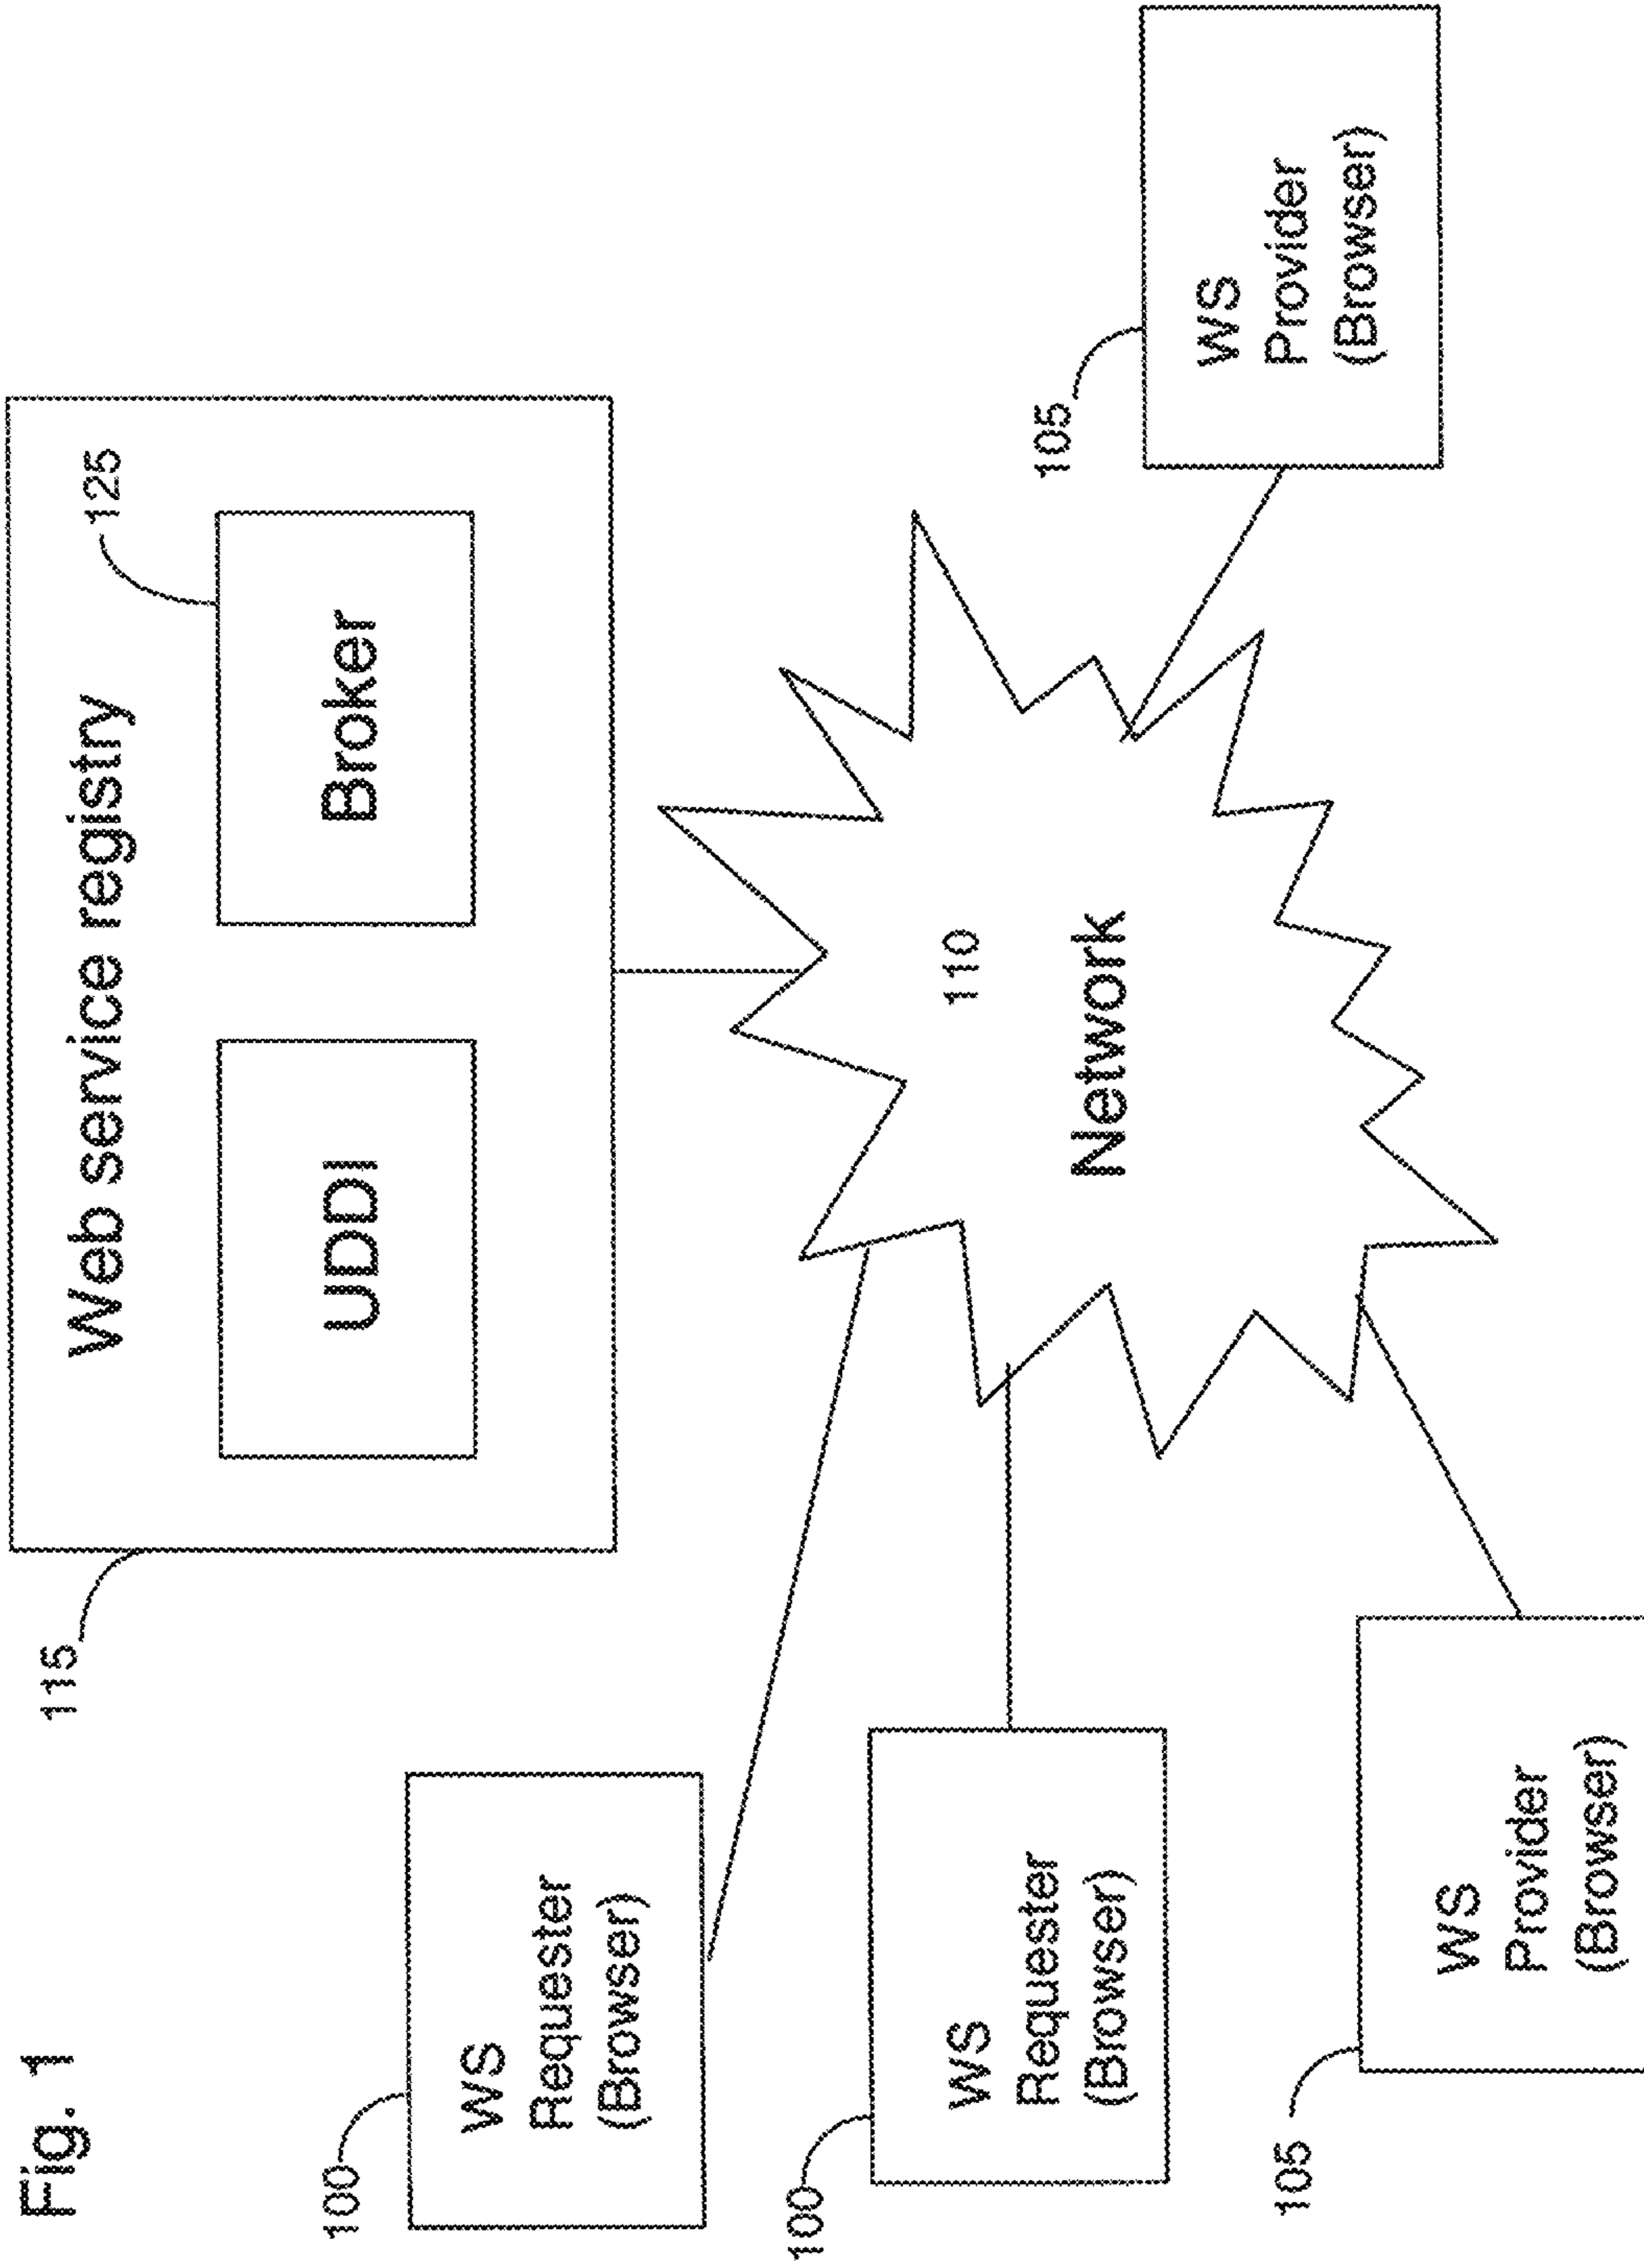 Fig. 1
115
Web service registry
UDDI
Broker
125
100
WS
Requester
(Browser)
110
Network
100
WS
Requester
(Browser)
105
WS
Provider
(Browser)
105
WS
Provider
(Browser)